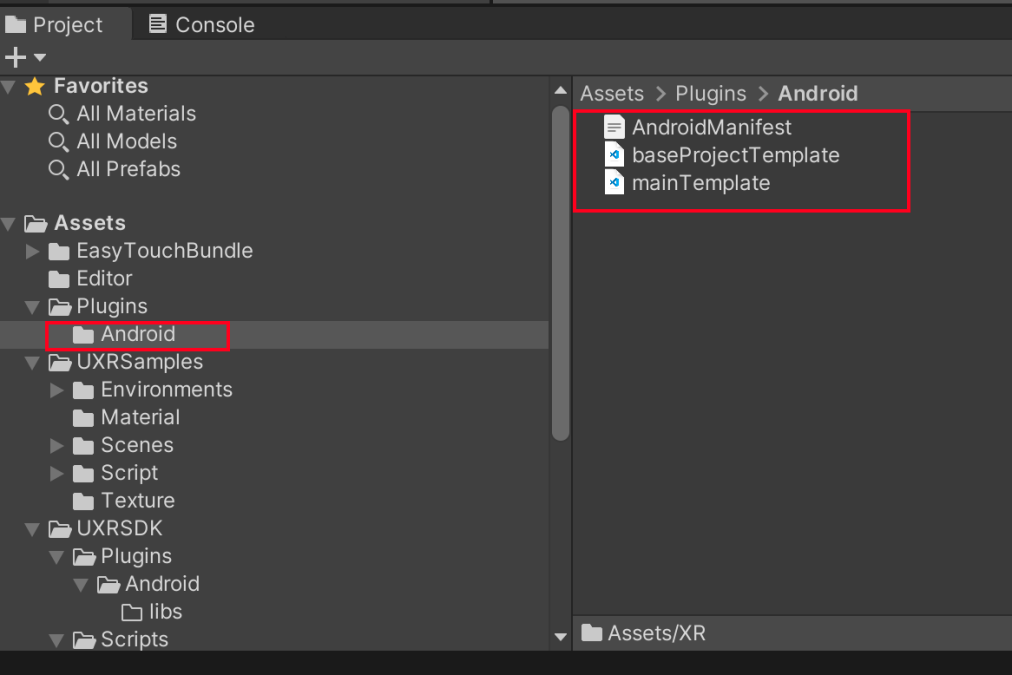 Project
Console
Favorites
All Materials
All Models
All Prefabs
Assets
EasyTouchBundle
Editor
Plugins
Android
UXRSamples
Environments
Material
Scenes
Script
Texture
UXRSDK
Plugins
Android
libs
Scripts
Assets > Plugins > Android
AndroidManifest
baseProjectTemplate
mainTemplate
Assets/XR